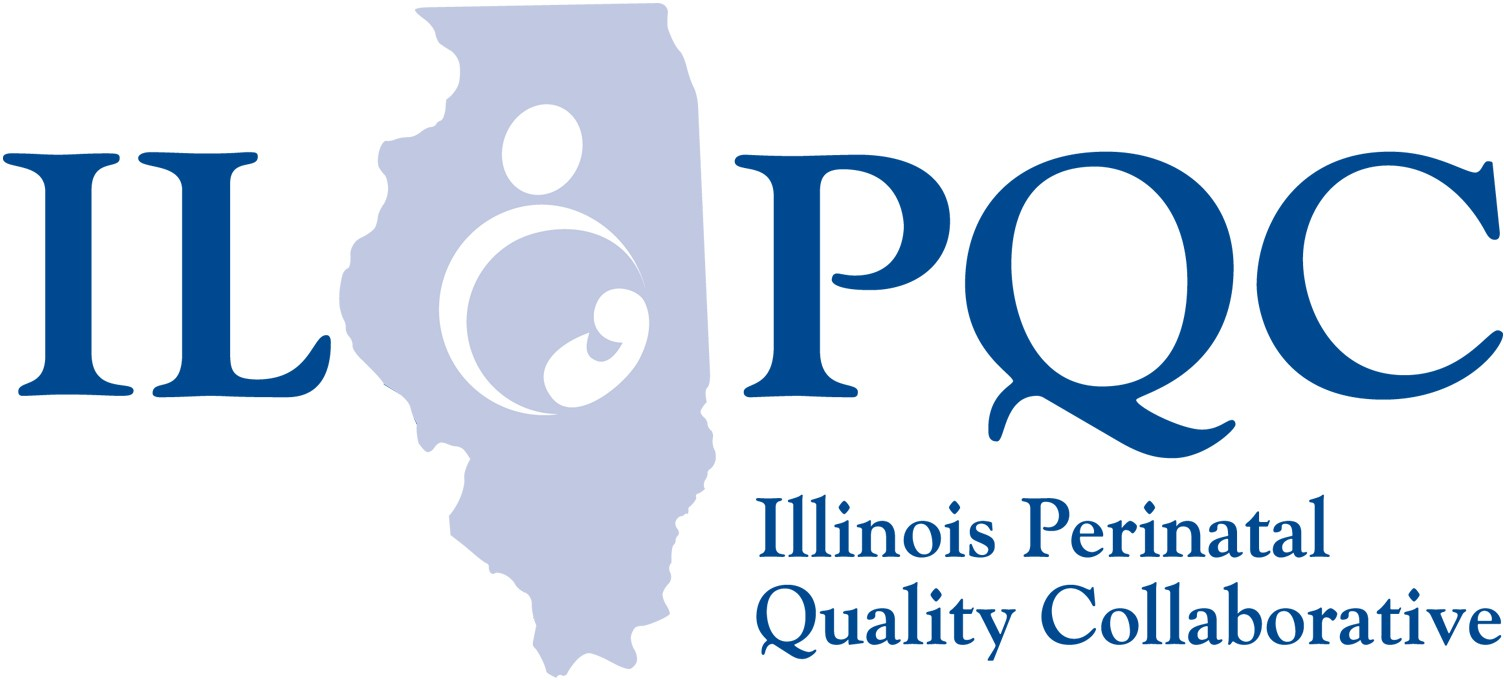 IL PQC
Illinois Perinatal
Quality Collaborative